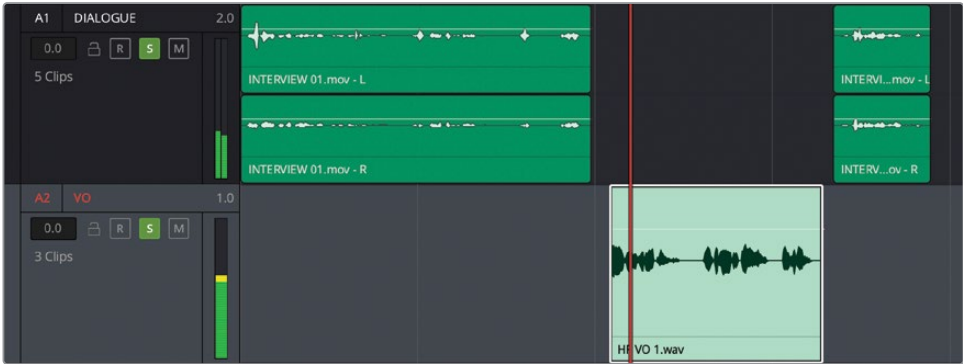 A1 DIALOGUE 2.0
0.0 R S M
5 Clips
INTERVIEW 01.mov - L
INTERVI...mov - L
INTERVIEW 01.mov - R
INTERV...ov - R
A2 VO 1.0
0.0 R S M
3 Clips
VO 1.wav